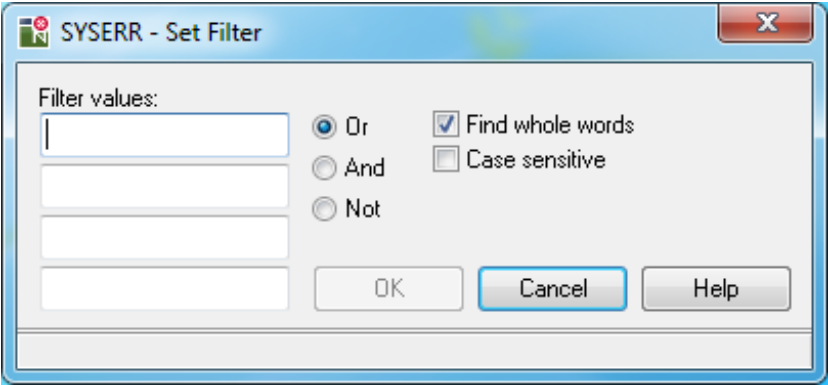 SYSERR - Set Filter
Filter values:
Or
Find whole words
And
Case sensitive
Not
OK
Cancel
Help